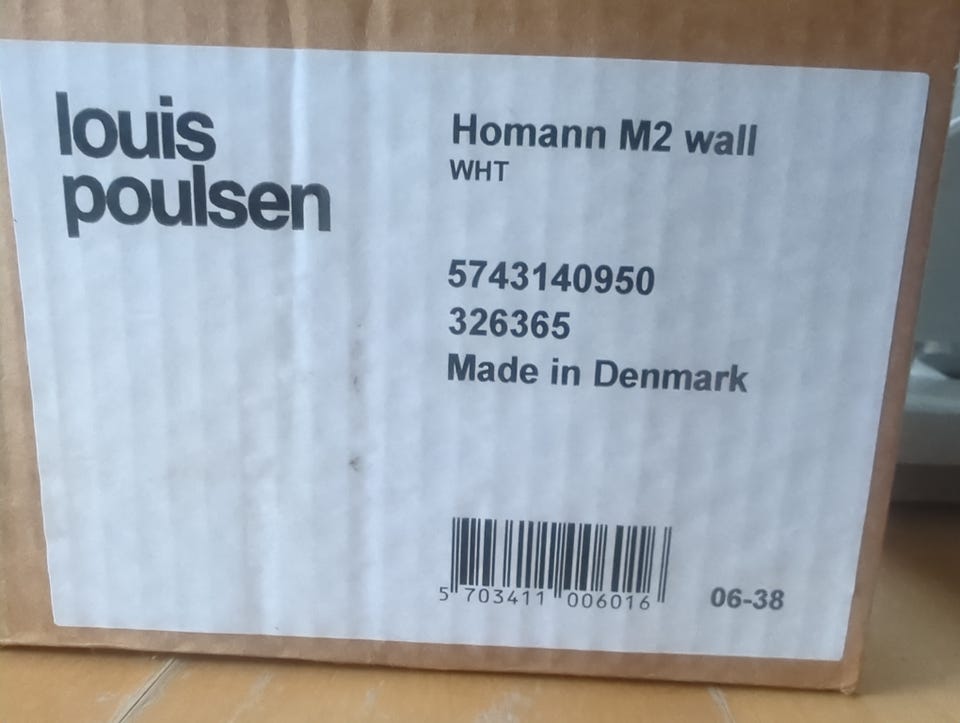 louis
poulsen
Homann M2 wall
WHT
5743140950
326365
Made in Denmark
5 703411 006016
06-38